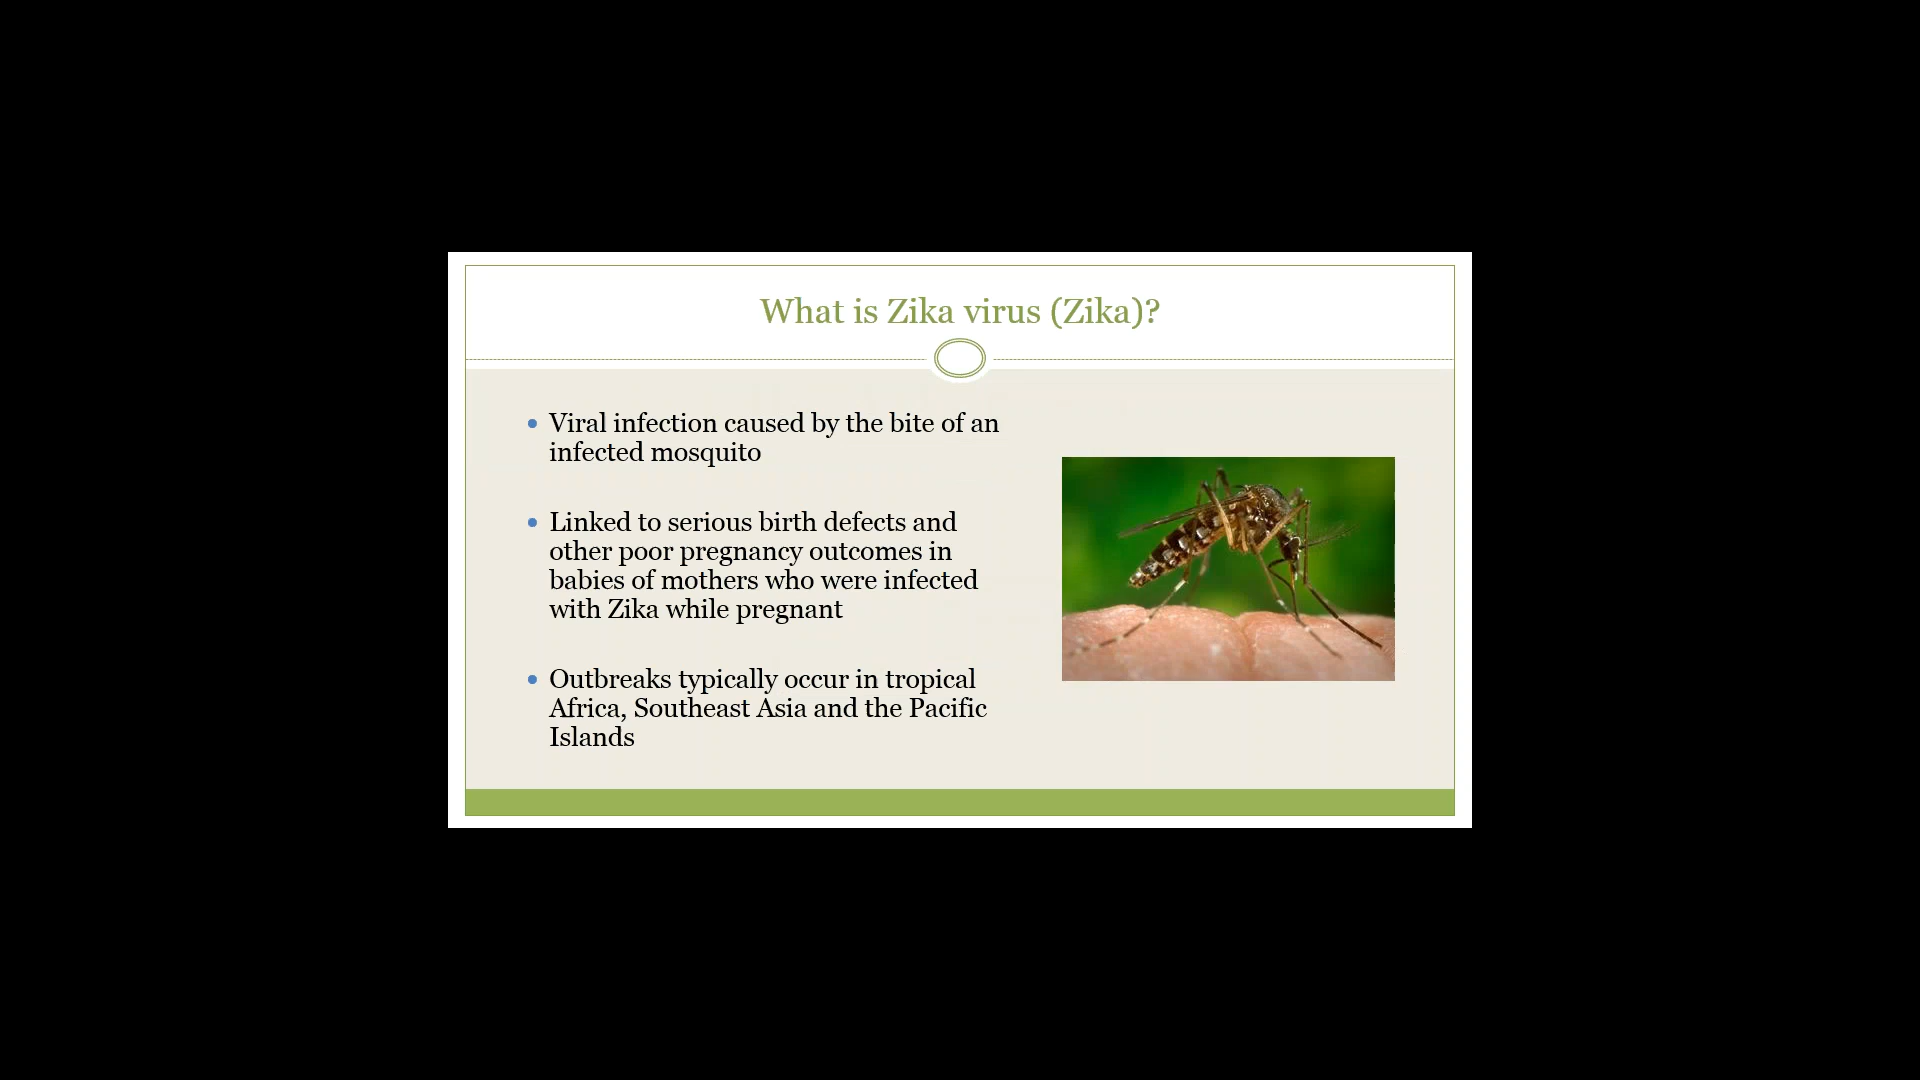 What is Zika virus (Zika)?
• Viral infection caused by the bite of an
infected mosquito
• Linked to serious birth defects and
other poor pregnancy outcomes in
babies of mothers who were infected
with Zika while pregnant
• Outbreaks typically occur in tropical
Africa, Southeast Asia and the Pacific
Islands